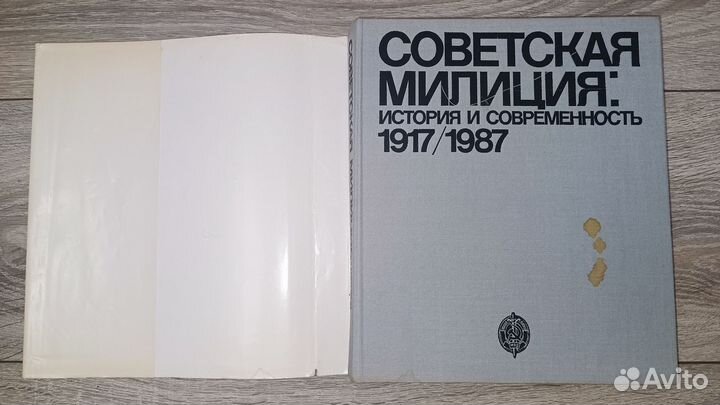 СОВЕТСКАЯ
МИЛИЦИЯ:
ИСТОРИЯ И СОВРЕМЕННОСТЬ
1917/1987
Avito